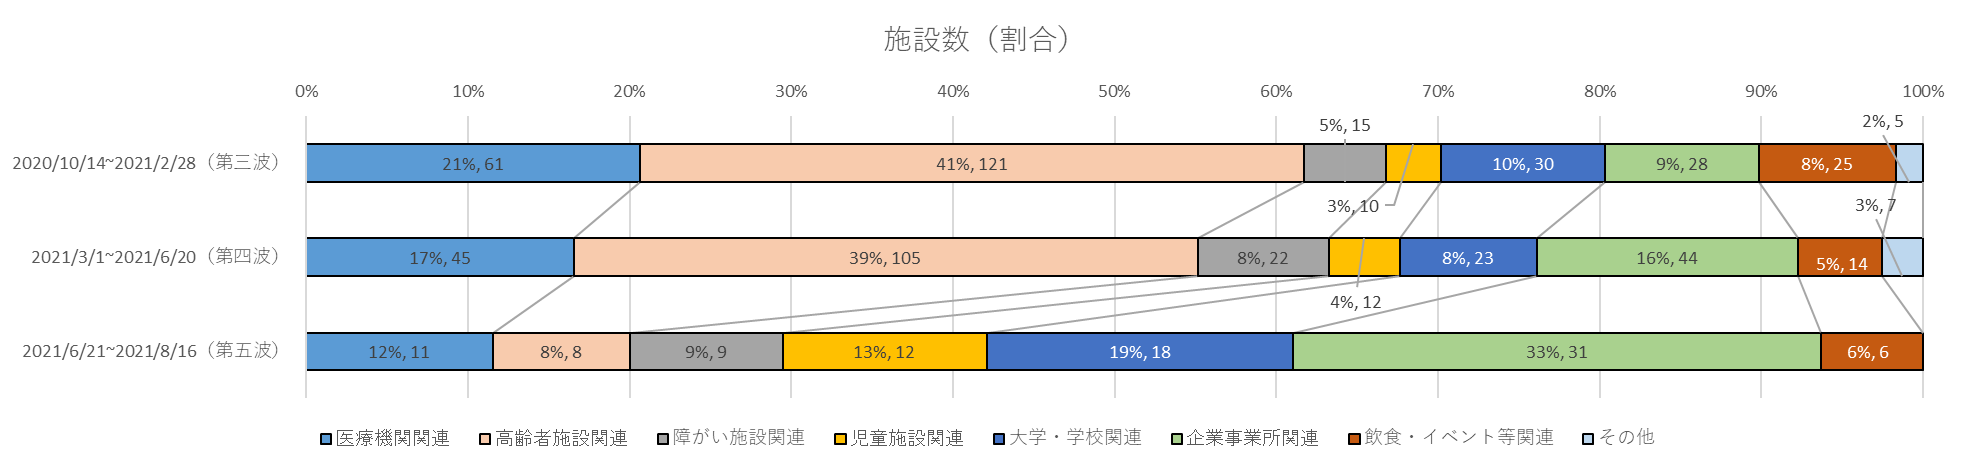 施設数（割合）
0% 10% 20% 30% 40% 50% 60% 70% 80% 90% 100%
5%, 15 2%, 5
2020/10/14~2021/2/28（第三波） 21%, 61 41%, 121 10%, 30 9%, 28 8%, 25
3%, 10 3%, 7
2021/3/1~2021/6/20（第四波） 17%, 45 39%, 105 8%, 22 8%, 23 16%, 44 5%, 14
4%, 12
2021/6/21~2021/8/16（第五波） 12%, 11 8%, 8 9%, 9 13%, 12 19%, 18 33%, 31 6%, 6
医療機関関連 高齢者施設関連 障がい施設関連 児童施設関連 大学・学校関連 企業事業所関連 飲食・イベント等関連 その他